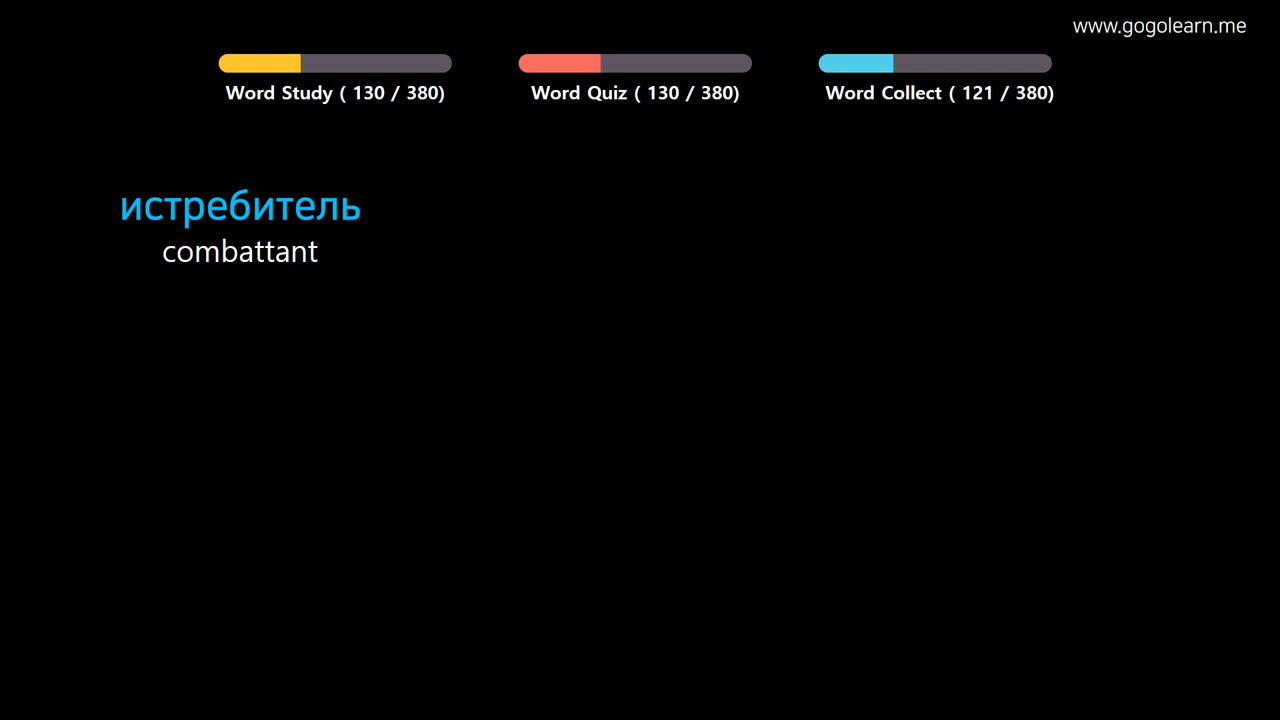 www.gogolearn.me
Word Study ( 130 / 380)
Word Quiz ( 130 / 380)
Word Collect ( 121 / 380)
истребитель
combattant